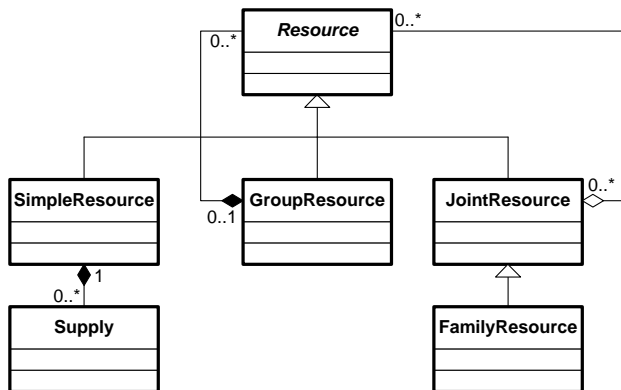 Resource
0..*
0..*
SimpleResource
GroupResource
JointResource
0..*
0..1
1
0..*
Supply
FamilyResource